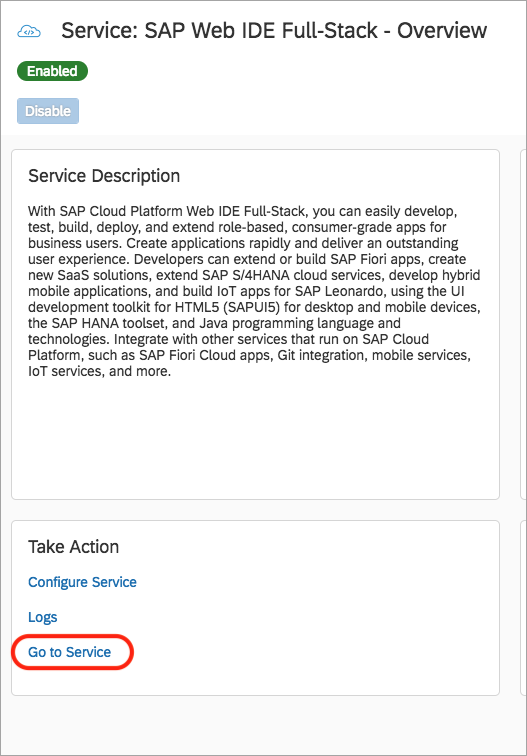 Service: SAP Web IDE Full-Stack - Overview
Enabled
Disable
Service Description
With SAP Cloud Platform Web IDE Full-Stack, you can easily develop,
test, build, deploy, and extend role-based, consumer-grade apps for
business users. Create applications rapidly and deliver an outstanding
user experience. Developers can extend or build SAP Fiori apps, create
new SaaS solutions, extend SAP S/4HANA cloud services, develop hybrid
mobile applications, and build IoT apps for SAP Leonardo, using the UI
development toolkit for HTML5 (SAPUI5) for desktop and mobile devices,
the SAP HANA toolset, and Java programming language and
technologies. Integrate with other services that run on SAP Cloud
Platform, such as SAP Fiori Cloud apps, Git integration, mobile services,
IoT services, and more.
Take Action
Configure Service
Logs
Go to Service